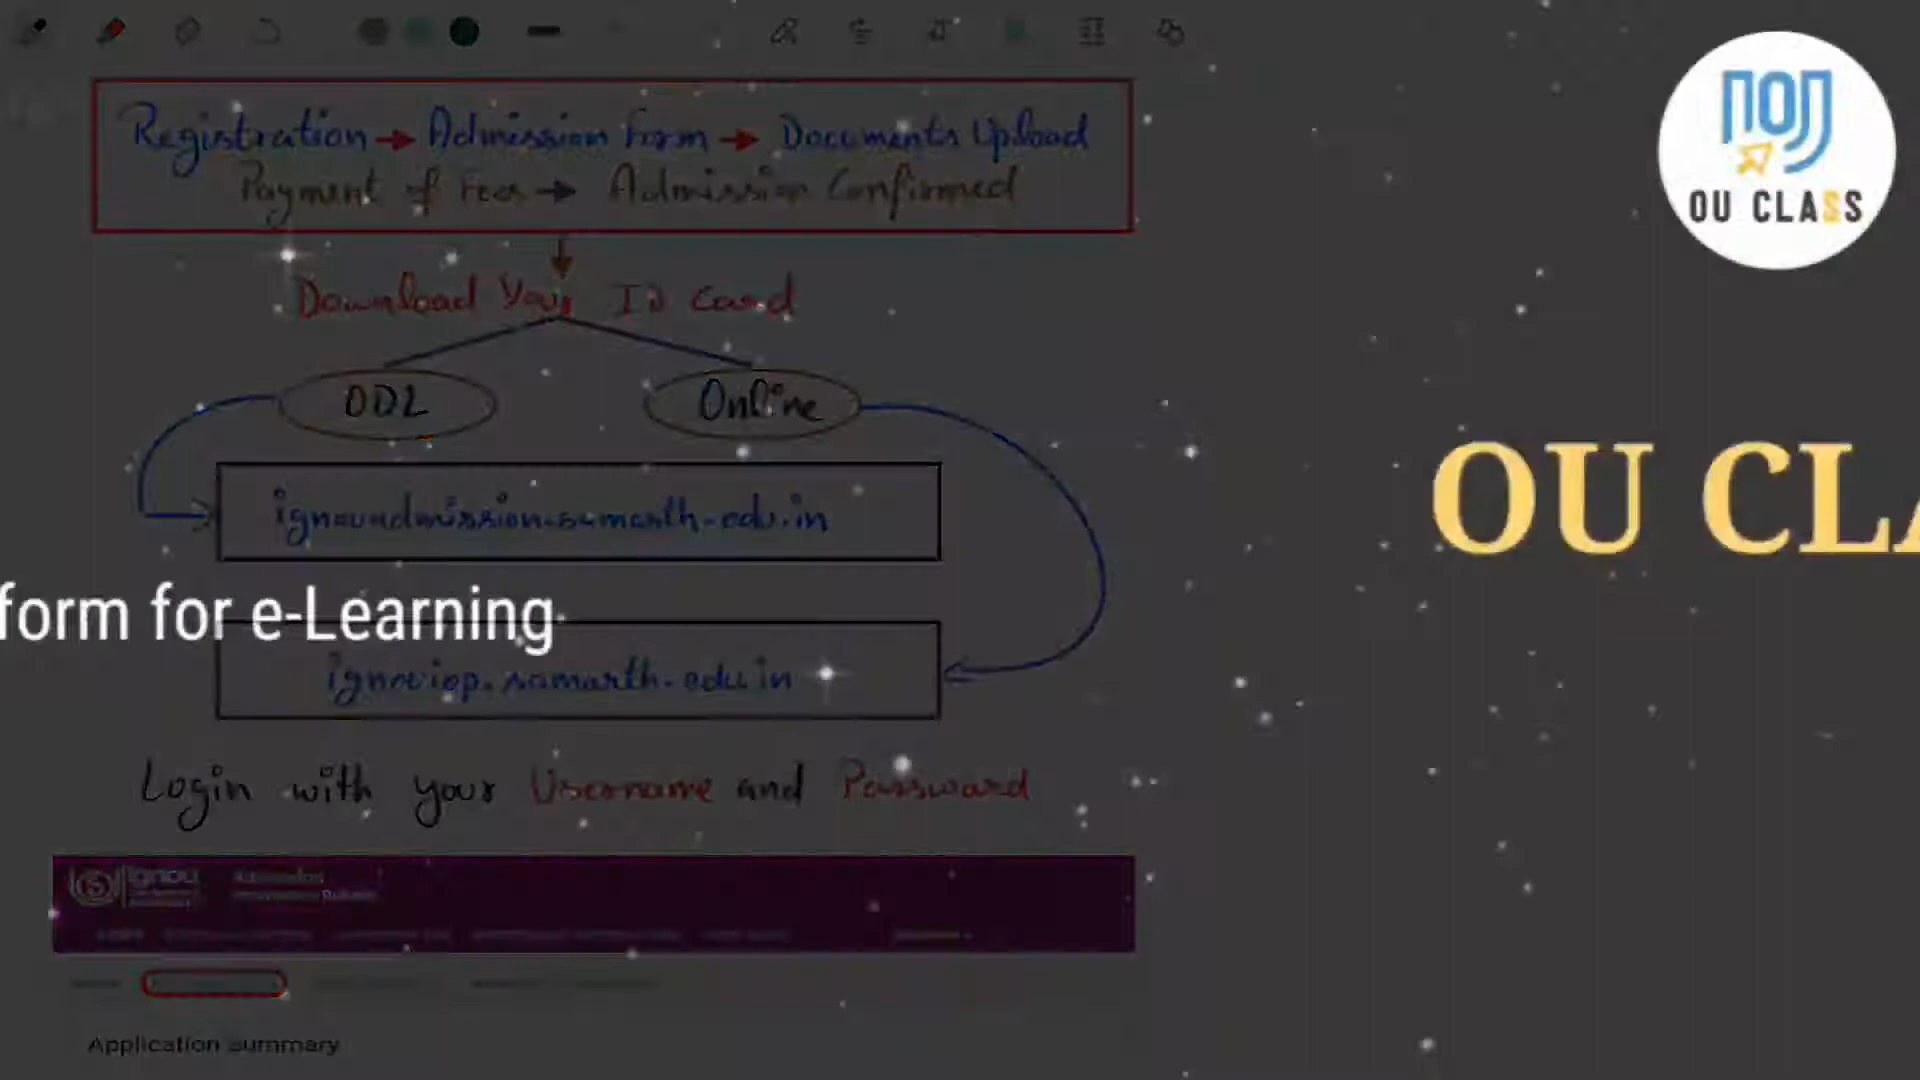 Registration → Admission Form → Documents Upload
Payment of Fees → Admission Confirmed
OU CLASS
Download Your Id Card
ODL Online
ignouadmission.samarth.edu.in
OU CLA
form for e-Learning
ignouiop.samarth.edu.in
Login with your Username and Password
ignou
Application Summary